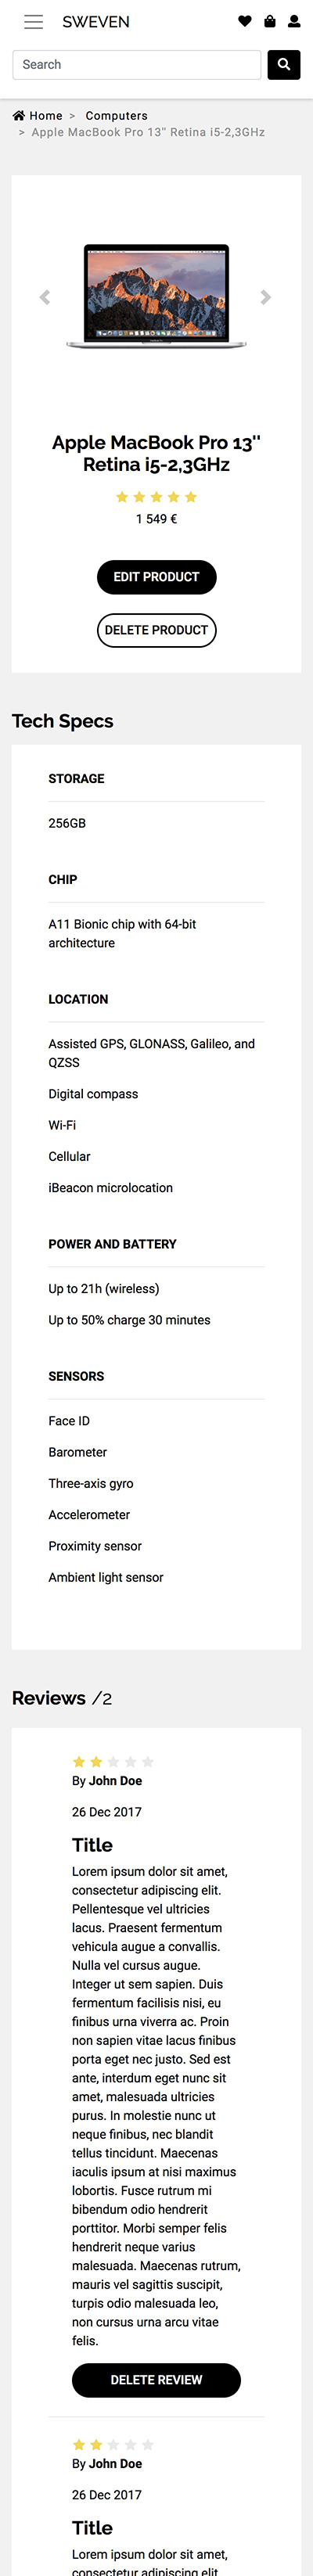 SWEVEN
Search
Home > Computers
> Apple MacBook Pro 13" Retina i5-2,3GHz
Apple MacBook Pro 13''
Retina i5-2,3GHz
1 549 €
EDIT PRODUCT
DELETE PRODUCT
Tech Specs
STORAGE
256GB
CHIP
A11 Bionic chip with 64-bit
architecture
LOCATION
Assisted GPS, GLONASS, Galileo, and
QZSS
Digital compass
Wi-Fi
Cellular
iBeacon microlocation
POWER AND BATTERY
Up to 21h (wireless)
Up to 50% charge 30 minutes
SENSORS
Face ID
Barometer
Three-axis gyro
Accelerometer
Proximity sensor
Ambient light sensor
Reviews /2
By John Doe
26 Dec 2017
Title
Lorem ipsum dolor sit amet,
consectetur adipiscing elit.
Pellentesque vel ultricies
lacus. Praesent fermentum
vehicula augue a convallis.
Nulla vel cursus augue.
Integer ut sem sapien. Duis
fermentum facilisis nisi, eu
finibus urna viverra ac. Proin
non sapien vitae lacus finibus
porta eget nec justo. Sed est
ante, interdum eget nunc sit
amet, malesuada ultricies
purus. In molestie nunc ut
neque finibus, nec blandit
tellus tincidunt. Maecenas
iaculis ipsum at nisi maximus
lobortis. Fusce rutrum mi
bibendum odio hendrerit
porttitor. Morbi semper felis
hendrerit neque varius
malesuada. Maecenas rutrum,
mauris vel sagittis suscipit,
turpis odio malesuada leo,
non cursus urna arcu vitae
felis.
DELETE REVIEW
By John Doe
26 Dec 2017
Title
Lorem ipsum dolor sit amet,
consectetur adipiscing elit